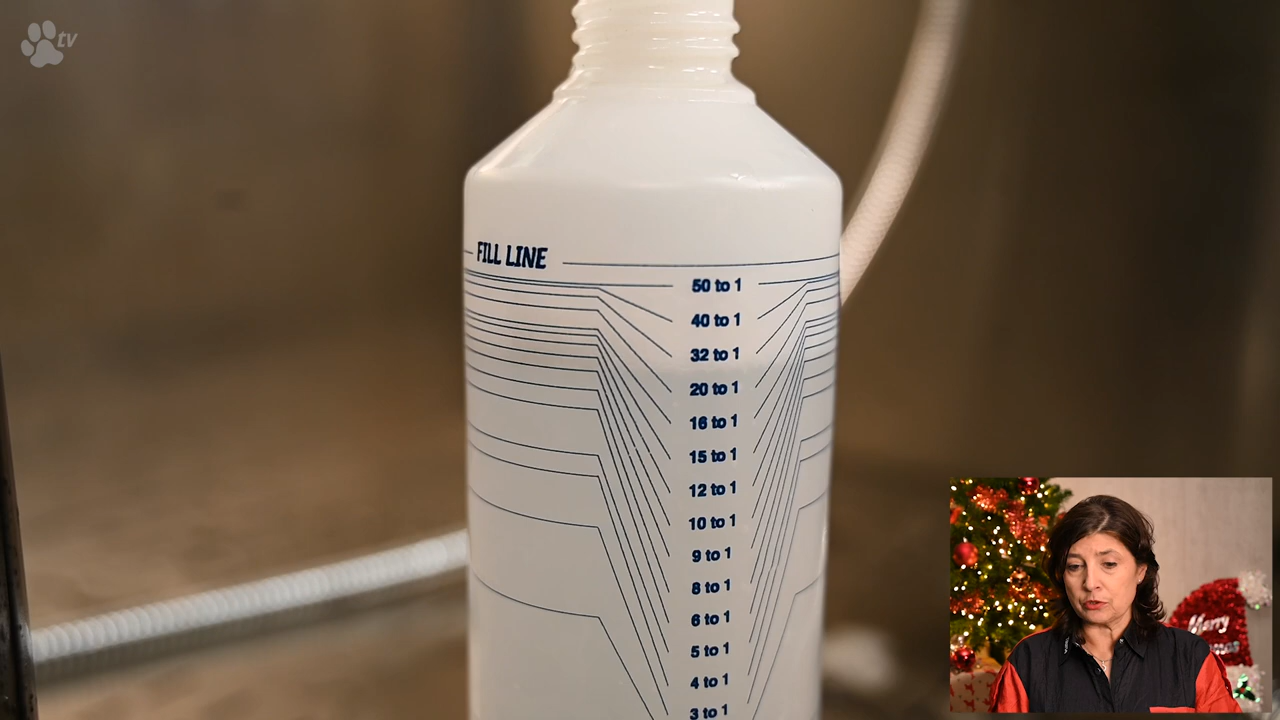 tv
FILL LINE
50 to 1
40 to 1
32 to 1
20 to 1
16 to 1
15 to 1
12 to 1
10 to 1
9 to 1
8 to 1
6 to 1
5 to 1
4 to 1
3 to 1
Merry